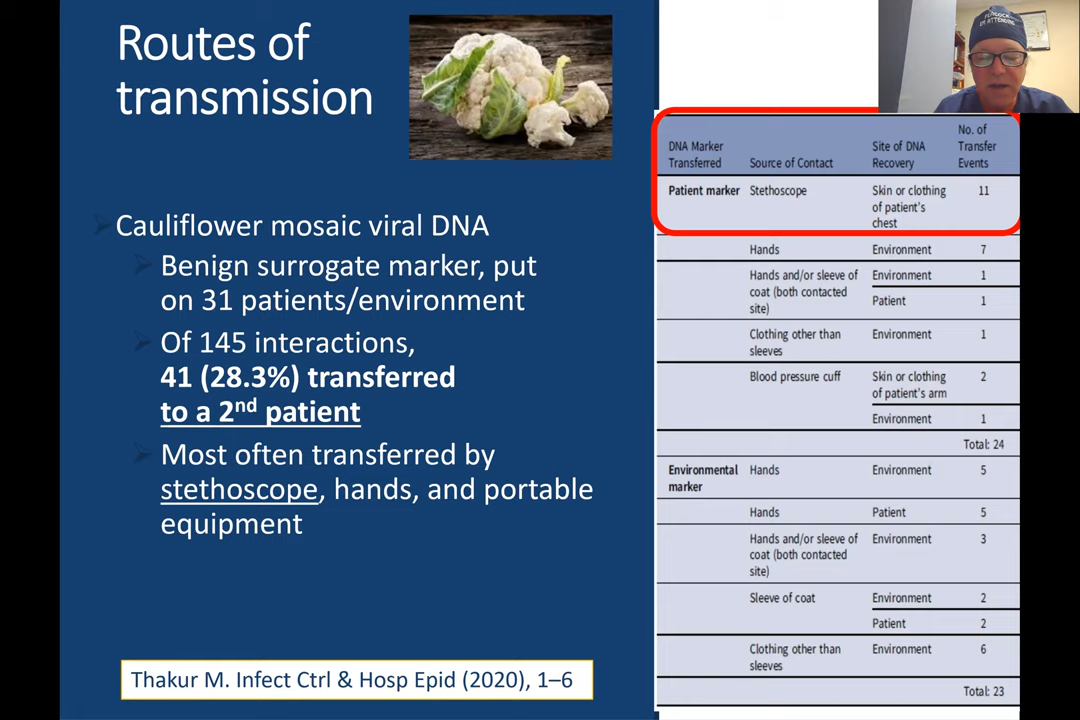 Routes of
transmission
Cauliflower mosaic viral DNA
Benign surrogate marker, put
on 31 patients/environment
Of 145 interactions,
41 (28.3%) transferred
to a 2nd patient
Most often transferred by
stethoscope, hands, and portable
equipment
Thakur M. Infect Ctrl & Hosp Epid (2020), 1–6
PEACOCK
EM ATTENDING
DNA Marker Transferred Source of Contact Site of DNA Recovery No. of Transfer Events
Patient marker Stethoscope Skin or clothing of patient's chest 11
Hands Environment 7
Hands and/or sleeve of coat (both contacted site) Environment 1
Patient 1
Clothing other than sleeves Environment 1
Blood pressure cuff Skin or clothing of patient's arm 2
Environment 1
Total: 24
Environmental marker Hands Environment 5
Hands Patient 5
Hands and/or sleeve of coat (both contacted site) Environment 3
Sleeve of coat Environment 2
Patient 2
Clothing other than sleeves Environment 6
Total: 23